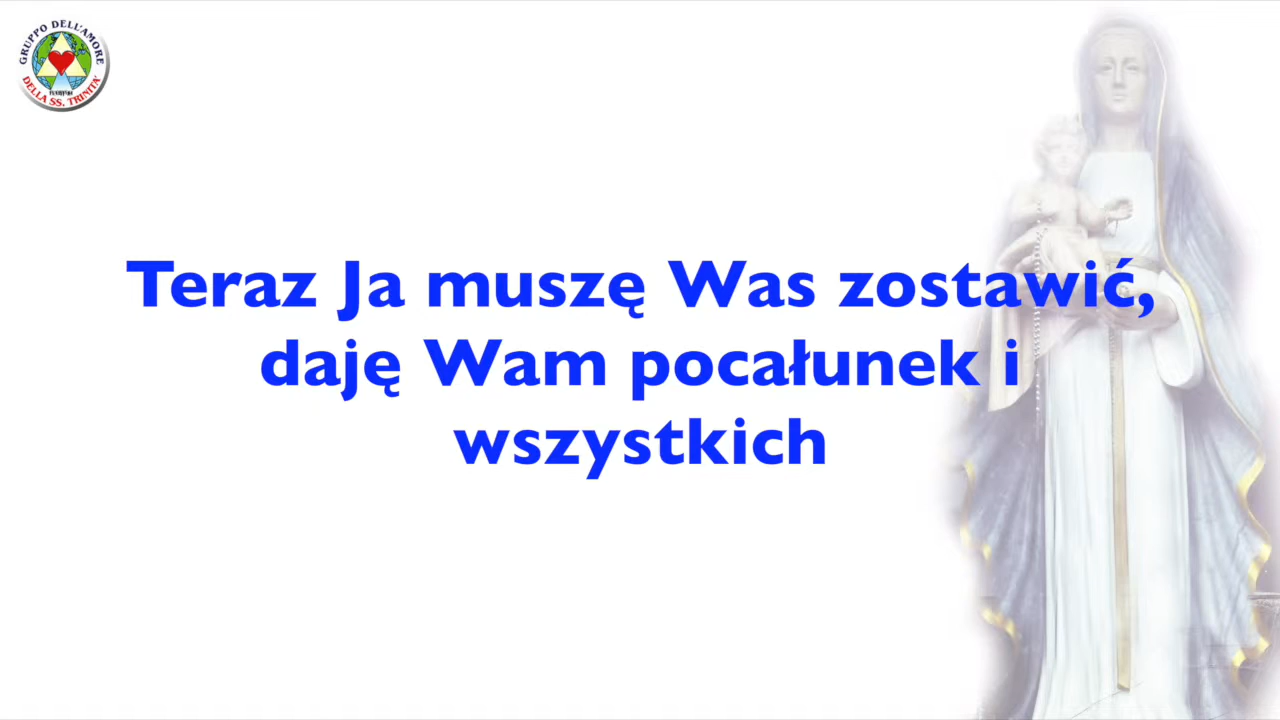 GRUPPO DELL'AMORE
DELLA SS. TRINITA'
Teraz Ja muszę Was zostawić,
daję Wam pocałunek i
wszystkich